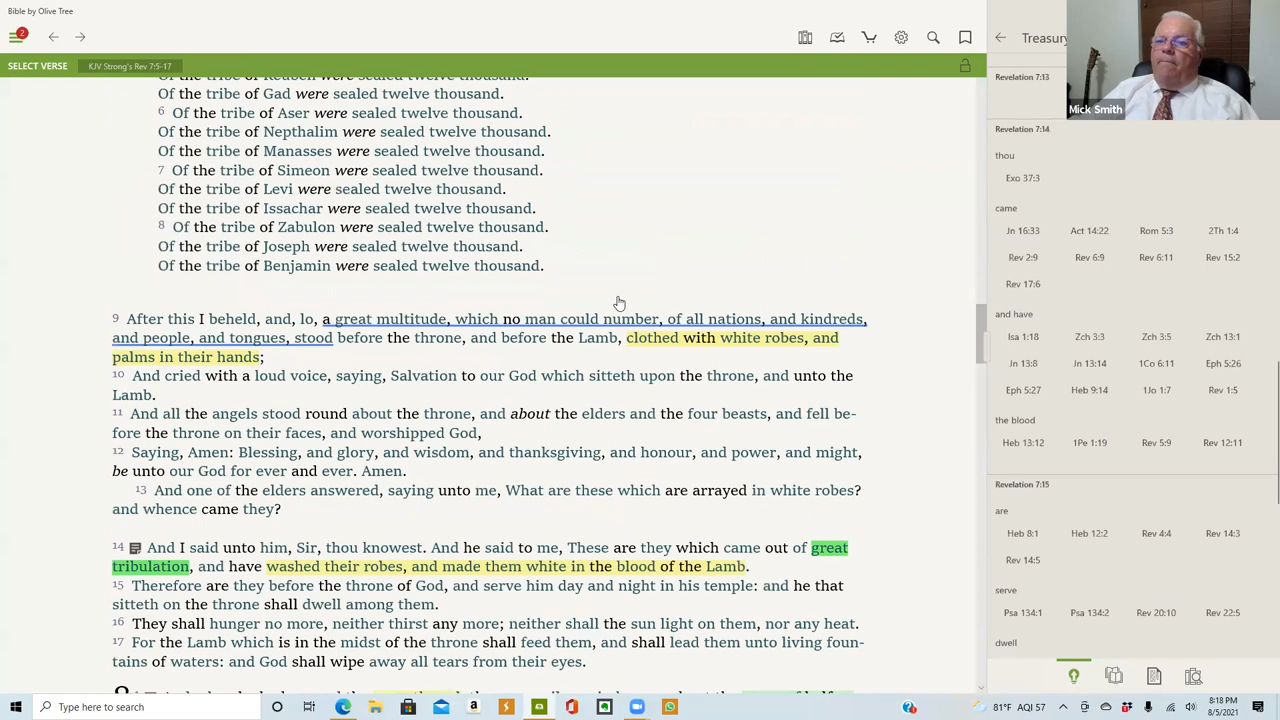 Bible by Olive Tree
2
SELECT VERSE
KJV Strong's Rev 7:5-17
Of the tribe of Reuben were sealed twelve thousand.
Of the tribe of Gad were sealed twelve thousand.
6 Of the tribe of Aser were sealed twelve thousand.
Of the tribe of Nepthalim were sealed twelve thousand.
Of the tribe of Manasses were sealed twelve thousand.
7 Of the tribe of Simeon were sealed twelve thousand.
Of the tribe of Levi were sealed twelve thousand.
Of the tribe of Issachar were sealed twelve thousand.
8 Of the tribe of Zabulon were sealed twelve thousand.
Of the tribe of Joseph were sealed twelve thousand.
Of the tribe of Benjamin were sealed twelve thousand.
9 After this I beheld, and, lo, a great multitude, which no man could number, of all nations, and kindreds,
and people, and tongues, stood before the throne, and before the Lamb, clothed with white robes, and
palms in their hands;
10 And cried with a loud voice, saying, Salvation to our God which sitteth upon the throne, and unto the
Lamb.
11 And all the angels stood round about the throne, and about the elders and the four beasts, and fell be-
fore the throne on their faces, and worshipped God,
12 Saying, Amen: Blessing, and glory, and wisdom, and thanksgiving, and honour, and power, and might,
be unto our God for ever and ever. Amen.
13 And one of the elders answered, saying unto me, What are these which are arrayed in white robes?
and whence came they?
14 And I said unto him, Sir, thou knowest. And he said to me, These are they which came out of great
tribulation, and have washed their robes, and made them white in the blood of the Lamb.
15 Therefore are they before the throne of God, and serve him day and night in his temple: and he that
sitteth on the throne shall dwell among them.
16 They shall hunger no more, neither thirst any more; neither shall the sun light on them, nor any heat.
17 For the Lamb which is in the midst of the throne shall feed them, and shall lead them unto living foun-
tains of waters: and God shall wipe away all tears from their eyes.
Treasury
Mick Smith
Revelation 7:13
Revelation 7:14
thou
Exo 37:3
came
Jn 16:33 Act 14:22 Rom 5:3 2Th 1:4
Rev 2:9 Rev 6:9 Rev 6:11 Rev 15:2
Rev 17:6
and have
Isa 1:18 Zch 3:3 Zch 3:5 Zch 13:1
Jn 13:8 Jn 13:14 1Co 6:11 Eph 5:26
Eph 5:27 Heb 9:14 1Jo 1:7 Rev 1:5
the blood
Heb 13:12 1Pe 1:19 Rev 5:9 Rev 12:11
Revelation 7:15
are
Heb 8:1 Heb 12:2 Rev 4:4 Rev 14:3
Rev 14:5
serve
Psa 134:1 Psa 134:2 Rev 20:10 Rev 22:5
dwell
Type here to search
81°F AQI 57
8:18 PM
8/5/2021